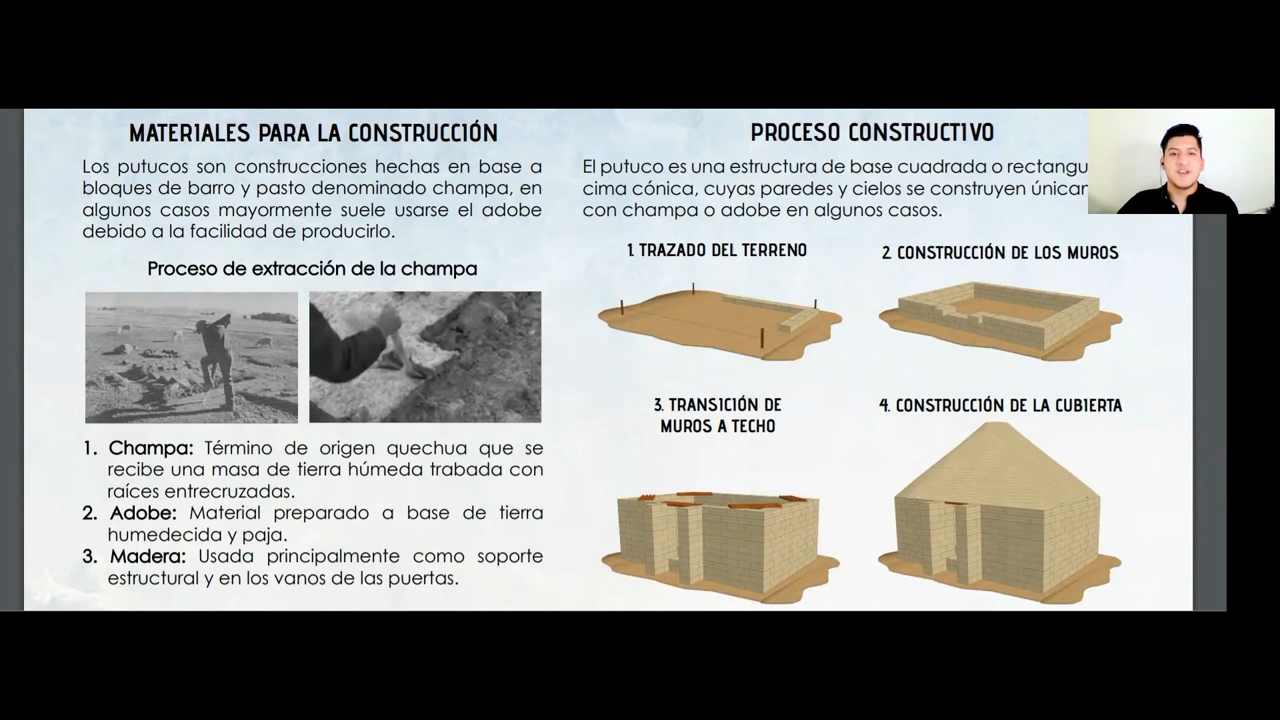 MATERIALES PARA LA CONSTRUCCIÓN
Los putucos son construcciones hechas en base a
bloques de barro y pasto denominado champa, en
algunos casos mayormente suele usarse el adobe
debido a la facilidad de producirlo.
Proceso de extracción de la champa
1. Champa: Término de origen quechua que se
recibe una masa de tierra húmeda trabada con
raíces entrecruzadas.
2. Adobe: Material preparado a base de tierra
humedecida y paja.
3. Madera: Usada principalmente como soporte
estructural y en los vanos de las puertas.
PROCESO CONSTRUCTIVO
El putuco es una estructura de base cuadrada o
cima cónica, cuyas paredes y cielos se construyen
con champa o adobe en algunos casos.
1. TRAZADO DEL TERRENO
2. CONSTRUCCIÓN DE LOS MUROS
3. TRANSICIÓN DE
MUROS A TECHO
4. CONSTRUCCIÓN DE LA CUBIERTA